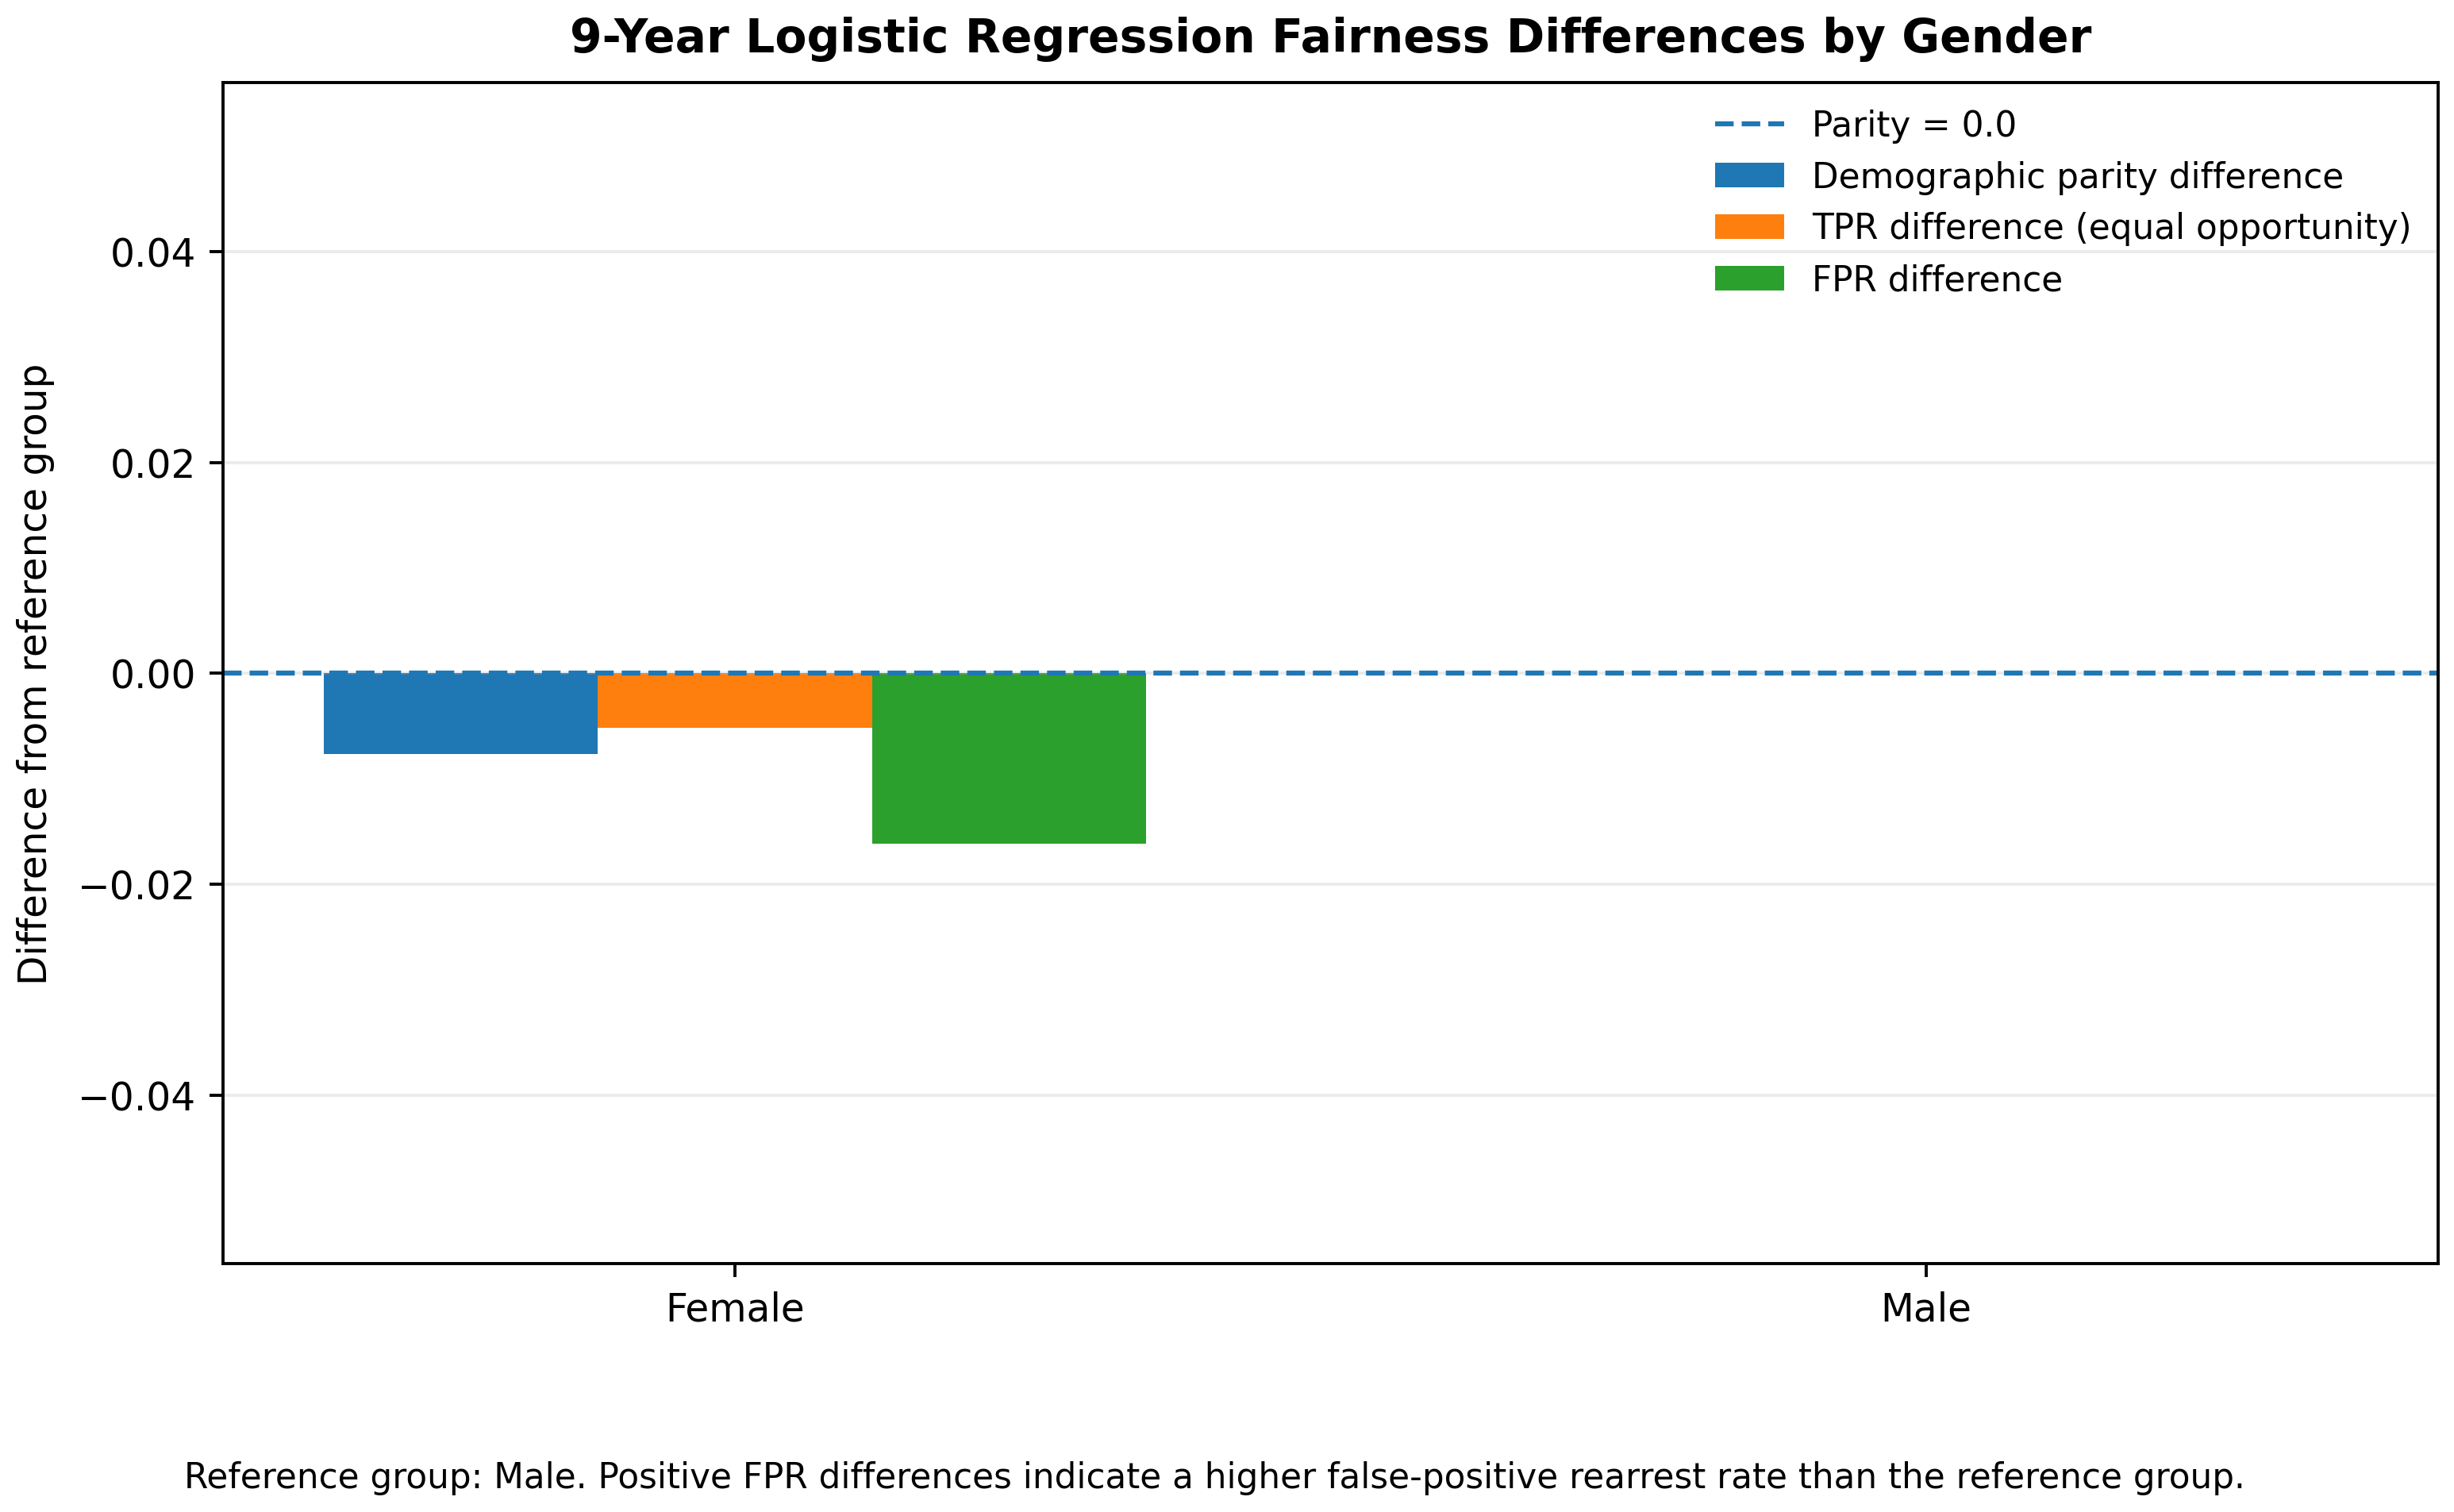 9-Year Logistic Regression Fairness Differences by Gender
Parity = 0.0
Demographic parity difference
TPR difference (equal opportunity)
FPR difference
Difference from reference group
0.04
0.02
0.00
−0.02
−0.04
Female
Male
Reference group: Male. Positive FPR differences indicate a higher false-positive rearrest rate than the reference group.